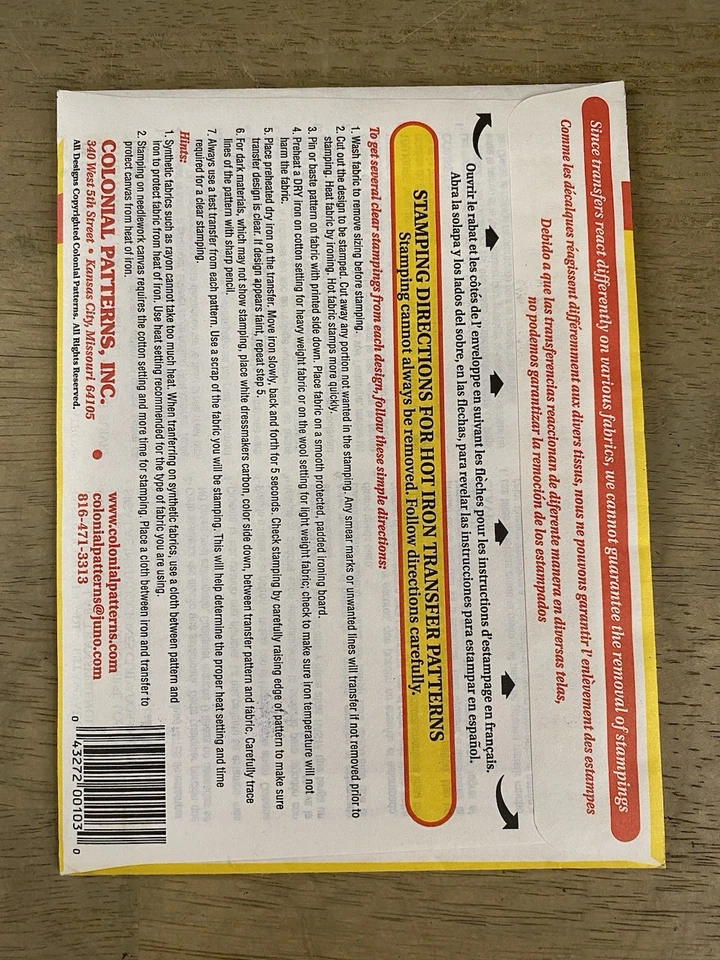 Since transfers react differently on various fabrics, we cannot guarantee the removal of stampings
Comme les décalques réagissent différemment aux divers tissus, nous ne pouvons garantir l'enlèvement des estampes
Debido a que las transferencias reaccionan de diferente manera en diversas telas,
no podemos garantizar la remoción de los estampados
Ouvrir le rabat et les côtés de l'enveloppe en suivant les flèches pour les instructions d'estampage en français.
Abra la solapa y los lados del sobre, en las flechas, para revelar las instrucciones para estampar en español.
STAMPING DIRECTIONS FOR HOT IRON TRANSFER PATTERNS
Stamping cannot always be removed. Follow directions carefully.
To get several clear stampings from each design, follow these simple directions:
1. Wash fabric to remove sizing before stamping.
2. Cut out the design to be stamped. Cut away any portion not wanted in the stamping. Any smear marks or unwanted lines will transfer if not removed prior to
stamping. Heat fabric by ironing. Hot fabric stamps more quickly.
3. Pin or baste pattern on fabric with printed side down. Place fabric on a smooth protected, padded ironing board.
4. Preheat a DRY iron on cotton setting for heavy weight fabric or on the wool setting for light weight fabric; check to make sure iron temperature will not
harm the fabric.
5. Place preheated dry iron on the transfer. Move iron slowly, back and forth for 5 seconds. Check stamping by carefully raising edge of pattern to make sure
transfer design is clear. If design appears faint, repeat step 5.
6. For dark materials, which may not show stamping, place white dressmakers carbon, color side down, between transfer pattern and fabric. Carefully trace
lines of the pattern with sharp pencil.
7. Always use a test transfer from each pattern. Use a scrap of the fabric you will be stamping. This will help determine the proper heat setting and time
required for a clear stamping.
Hints:
1. Synthetic fabrics such as rayon cannot take too much heat. When tranferring on synthetic fabrics, use a cloth between pattern and
iron to protect fabric from heat of iron. Use heat setting recommended for the type of fabric you are using.
2. Stamping on needlework canvas requires the cotton setting and more time for stamping. Place a cloth between iron and transfer to
protect canvas from heat of iron.
COLONIAL PATTERNS, INC.
340 West 5th Street • Kansas City, Missouri 64105
All Designs Copyrighted Colonial Patterns. All Rights Reserved.
• www.colonialpatterns.com
colonialpatterns@juno.com
816-471-3313
0 43272 00103 0